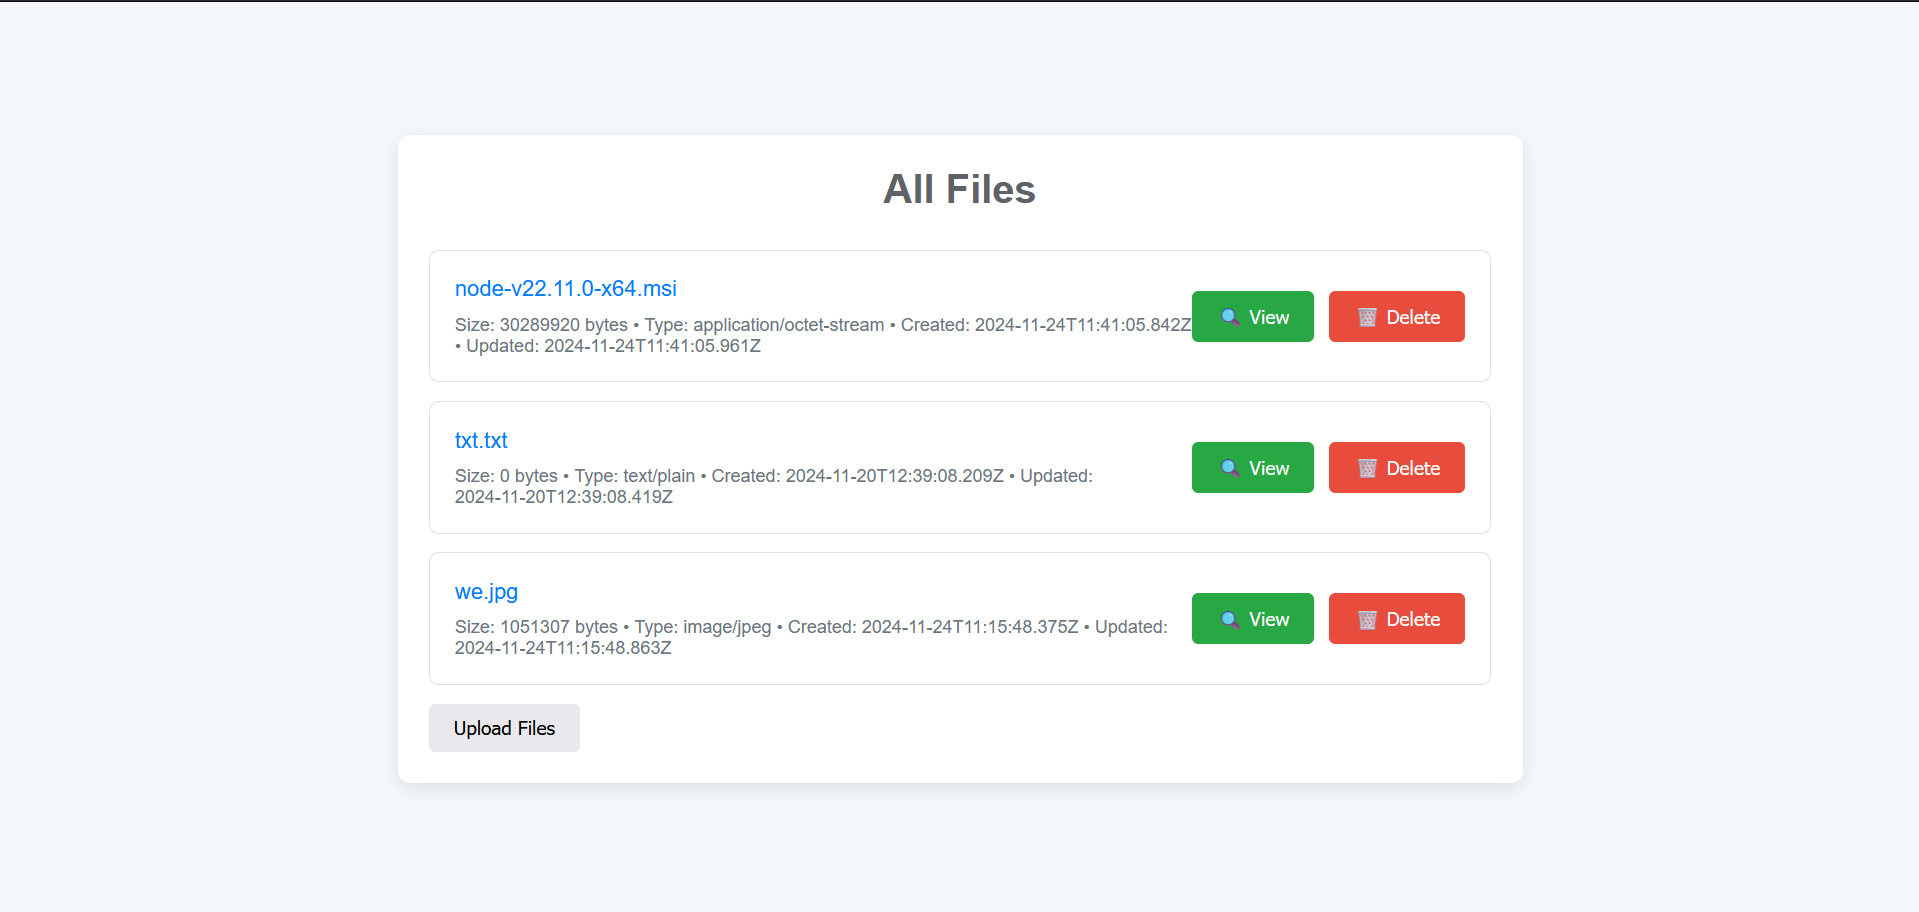 All Files
node-v22.11.0-x64.msi
Size: 30289920 bytes • Type: application/octet-stream • Created: 2024-11-24T11:41:05.842Z
• Updated: 2024-11-24T11:41:05.961Z
View
Delete
txt.txt
Size: 0 bytes • Type: text/plain • Created: 2024-11-20T12:39:08.209Z • Updated:
2024-11-20T12:39:08.419Z
View
Delete
we.jpg
Size: 1051307 bytes • Type: image/jpeg • Created: 2024-11-24T11:15:48.375Z • Updated:
2024-11-24T11:15:48.863Z
View
Delete
Upload Files